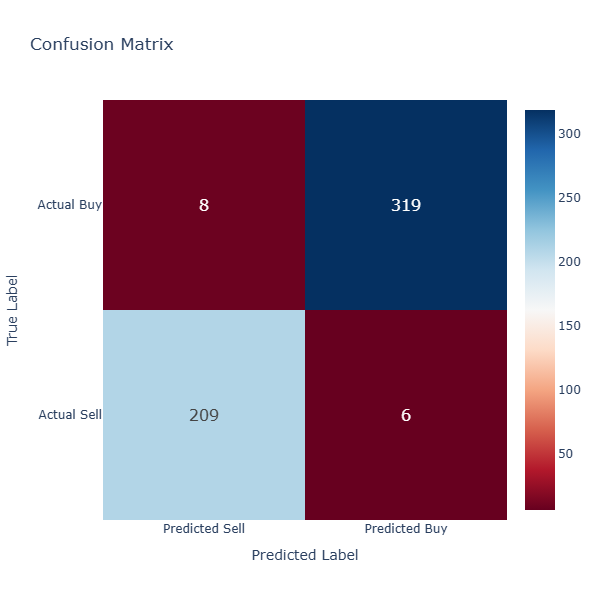 Confusion Matrix
Actual Buy
8
319
300
250
200
150
100
50
True Label
Actual Sell
209
6
Predicted Sell
Predicted Buy
Predicted Label